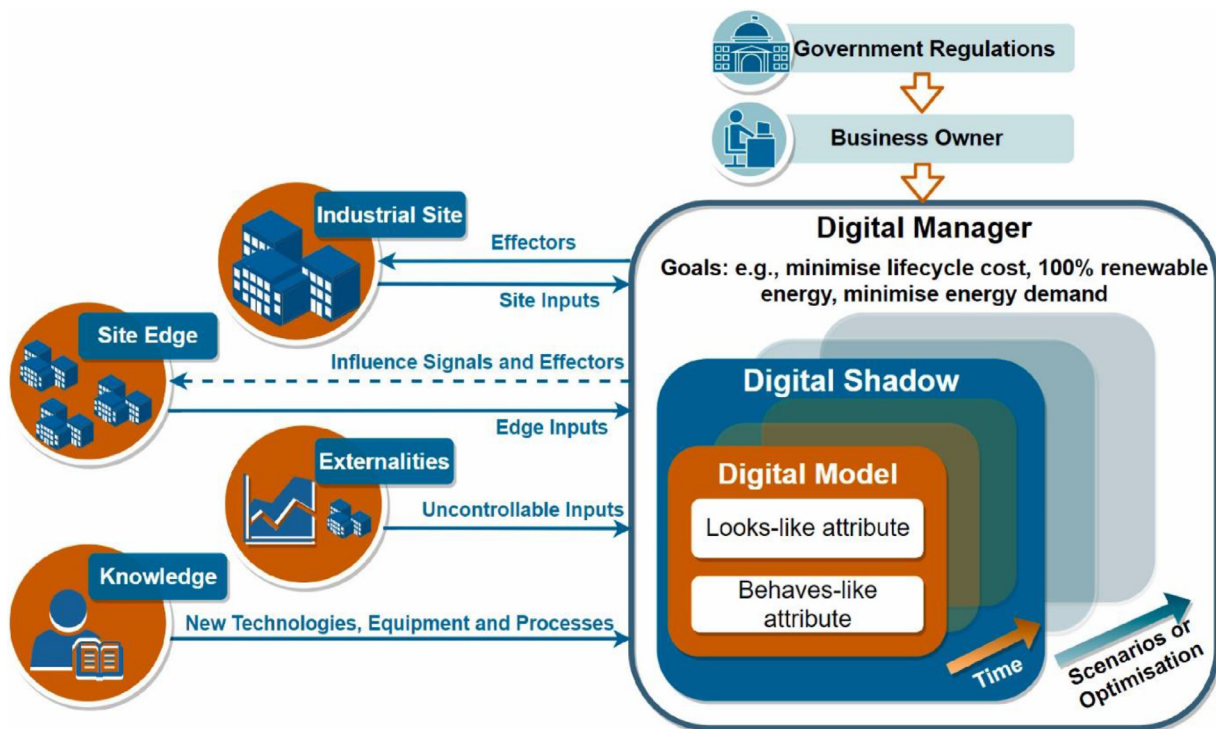 Government Regulations
Business Owner
Digital Manager
Goals: e.g., minimise lifecycle cost, 100% renewable
energy, minimise energy demand
Industrial Site
Effectors
Site Inputs
Site Edge
Influence Signals and Effectors
Edge Inputs
Externalities
Uncontrollable Inputs
Knowledge
New Technologies, Equipment and Processes
Digital Shadow
Digital Model
Looks-like attribute
Behaves-like
attribute
Time
Scenarios or
Optimisation